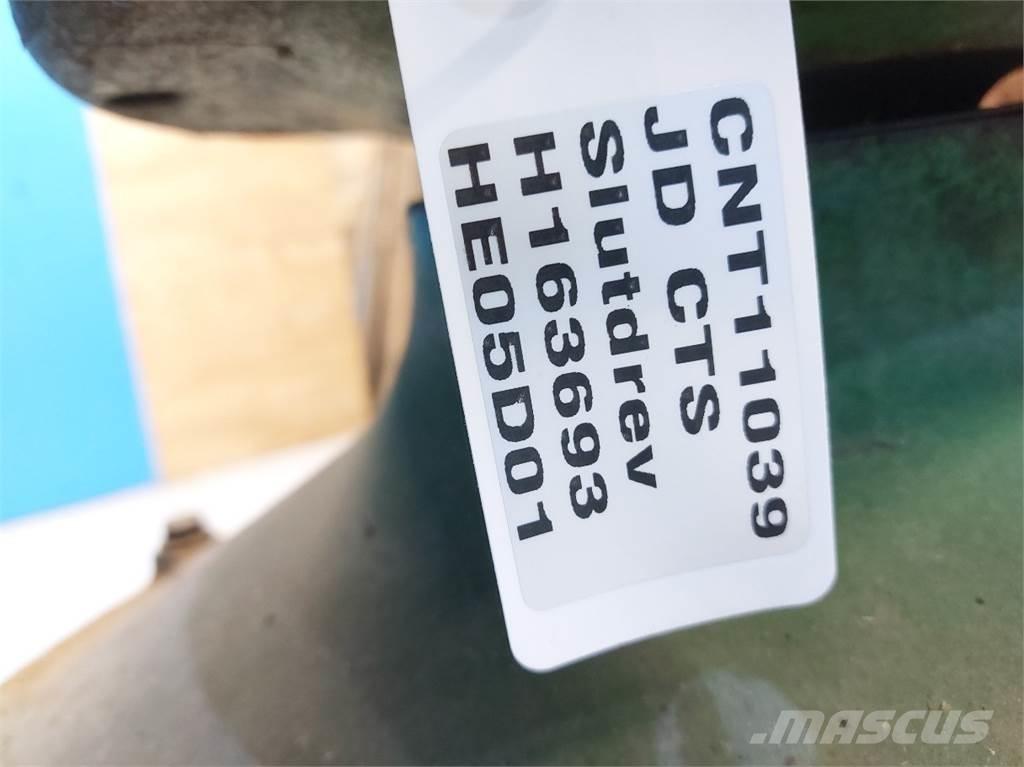 CNT11039
JD CTS
Slutdrev
H163693
HE05D01
MASCUS